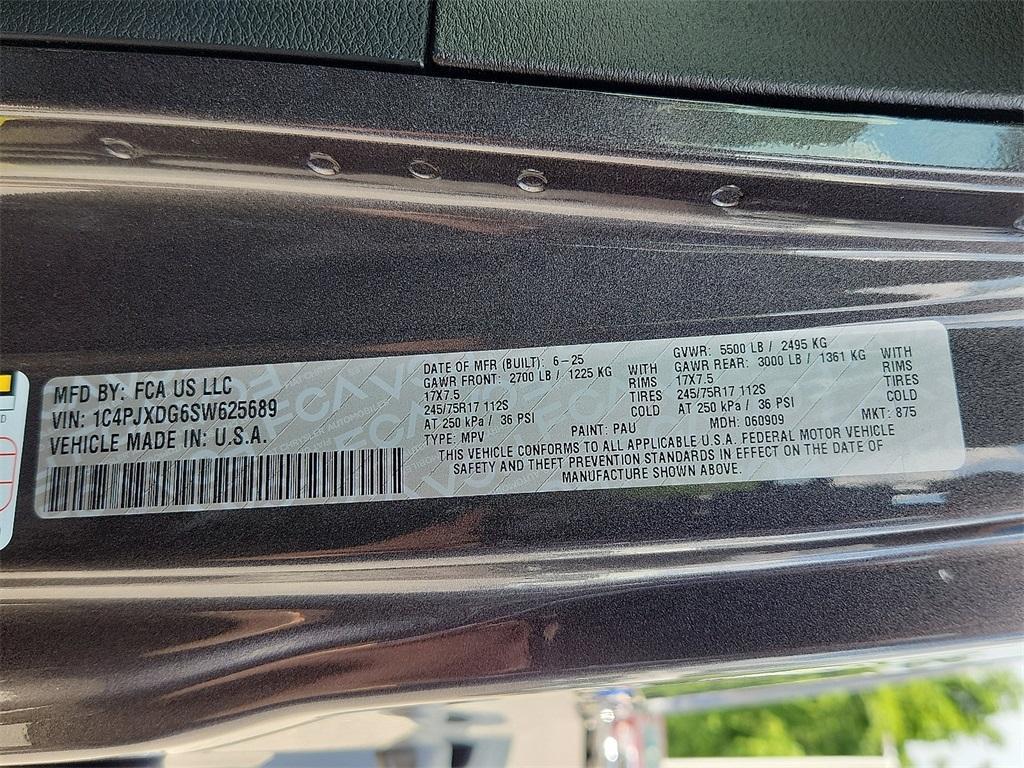 MFD BY: FCA US LLC
VIN: 1C4PJXDG6SW625689
VEHICLE MADE IN: U.S.A.
DATE OF MFR (BUILT): 6-25
GAWR FRONT: 2700 LB / 1225 KG WITH
17X7.5 RIMS
245/75R17 112S TIRES
AT 250 kPa / 36 PSI COLD
TYPE: MPV PAINT: PAU
GVWR: 5500 LB / 2495 KG
GAWR REAR: 3000 LB / 1361 KG WITH
17X7.5 RIMS
245/75R17 112S TIRES
AT 250 kPa / 36 PSI COLD
MDH: 060909 MKT: 875
THIS VEHICLE CONFORMS TO ALL APPLICABLE U.S.A. FEDERAL MOTOR VEHICLE
SAFETY AND THEFT PREVENTION STANDARDS IN EFFECT ON THE DATE OF
MANUFACTURE SHOWN ABOVE.